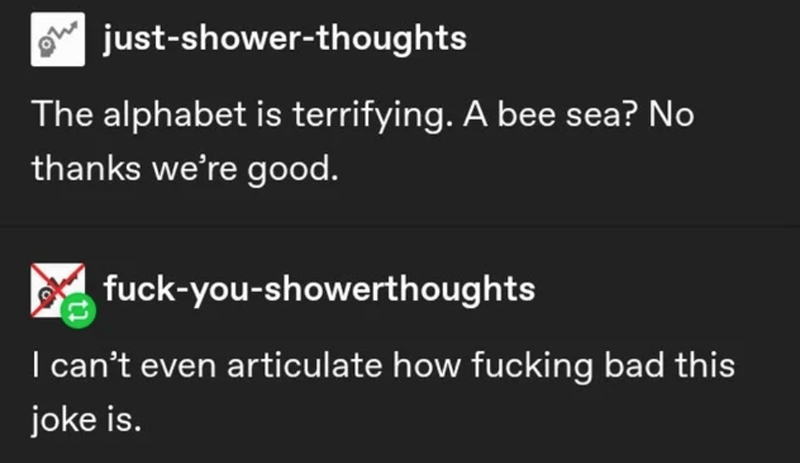 just-shower-thoughts
The alphabet is terrifying. A bee sea? No
thanks we’re good.
fuck-you-showerthoughts
I can’t even articulate how fucking bad this
joke is.